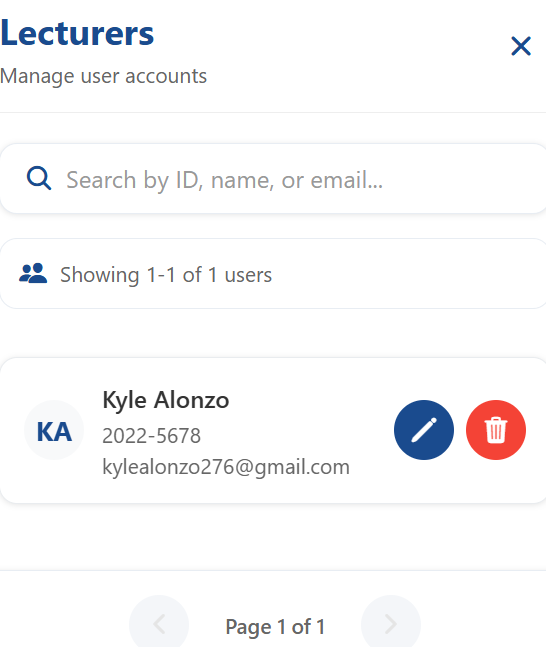 Lecturers
Manage user accounts
Search by ID, name, or email...
Showing 1-1 of 1 users
KA
Kyle Alonzo
2022-5678
kylealonzo276@gmail.com
Page 1 of 1